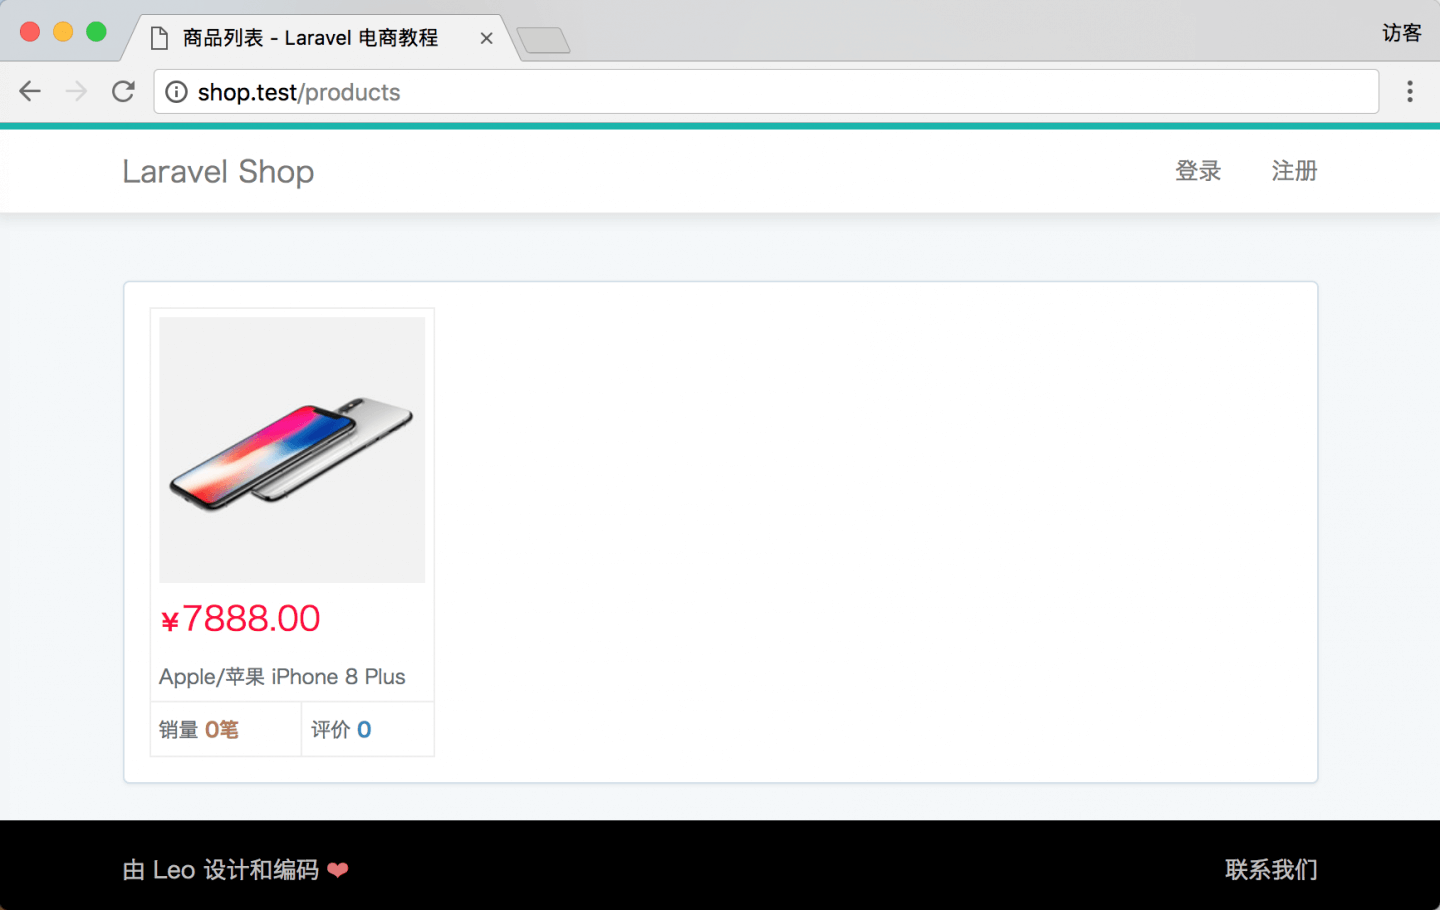 商品列表 - Laravel 电商教程
访客
shop.test/products
Laravel Shop
登录 注册
¥7888.00
Apple/苹果 iPhone 8 Plus
销量 0笔 评价 0
由 Leo 设计和编码 ❤
联系我们